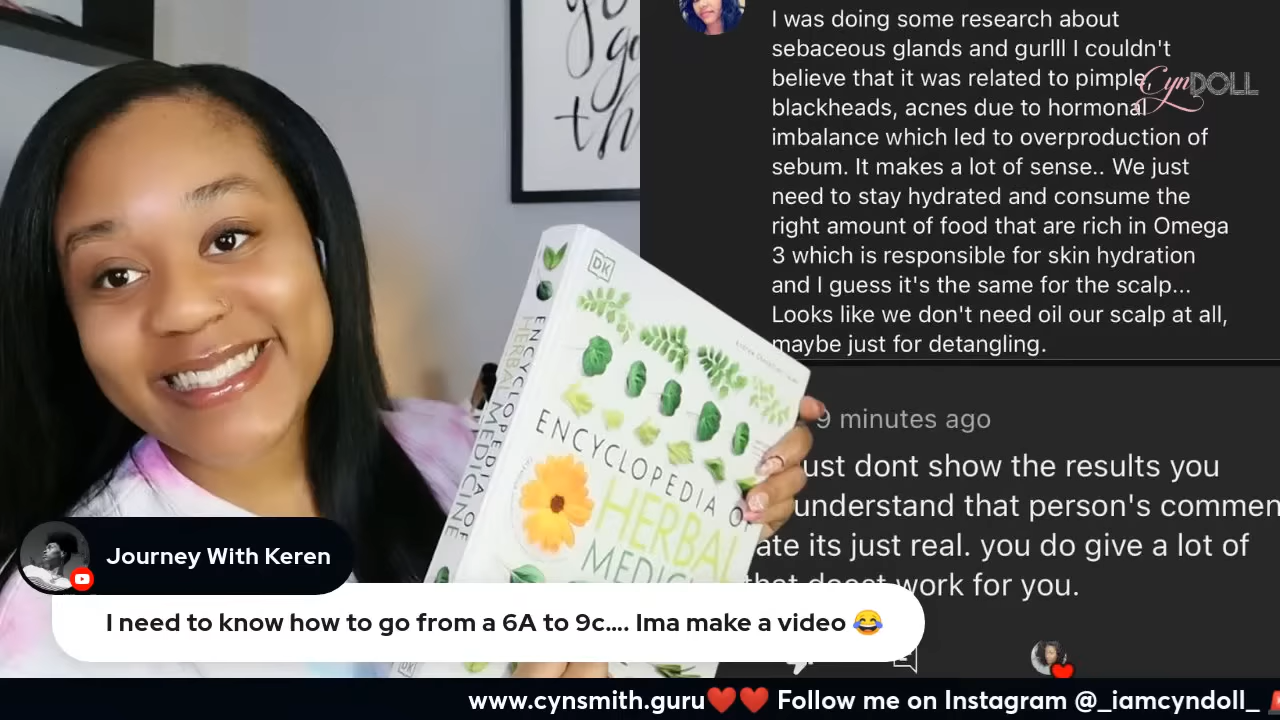 I was doing some research about
sebaceous glands and gurlll I couldn't
believe that it was related to pimple
blackheads, acnes due to hormonal
imbalance which led to overproduction of
sebum. It makes a lot of sense.. We just
need to stay hydrated and consume the
right amount of food that are rich in Omega
3 which is responsible for skin hydration
and I guess it's the same for the scalp...
Looks like we don't need oil our scalp at all,
maybe just for detangling.
CynDOLL
9 minutes ago
ust dont show the results you
understand that person's commen
ate its just real. you do give a lot of
that doest work for you.
DK
ENCYCLOPEDIA OF
HERBAL
MEDICI
ENCYCLOPEDIA OF
HERBAL MEDICINE
DK
Journey With Keren
I need to know how to go from a 6A to 9c.... Ima make a video 😂
www.cynsmith.guru❤️❤️ Follow me on Instagram @_iamcyndoll_